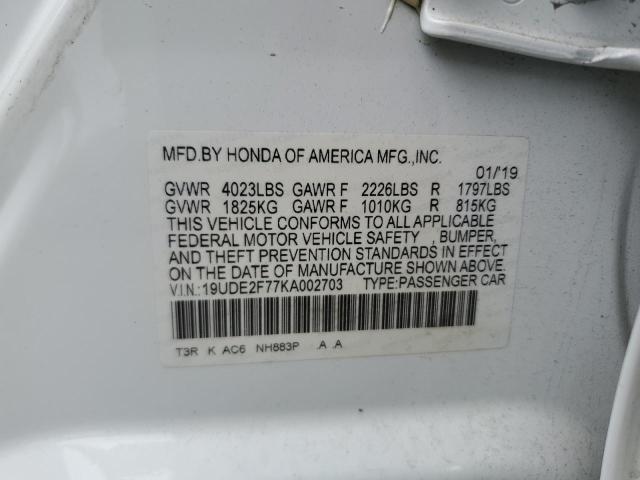 MFD.BY HONDA OF AMERICA MFG.,INC.
01/'19
GVWR 4023LBS GAWR F 2226LBS R 1797LBS
GVWR 1825KG GAWR F 1010KG R 815KG
THIS VEHICLE CONFORMS TO ALL APPLICABLE
FEDERAL MOTOR VEHICLE SAFETY , BUMPER,
AND THEFT PREVENTION STANDARDS IN EFFECT
ON THE DATE OF MANUFACTURE SHOWN ABOVE.
V.I.N.:19UDE2F77KA002703 TYPE:PASSENGER CAR
T3R K AC6 NH883P .A .A